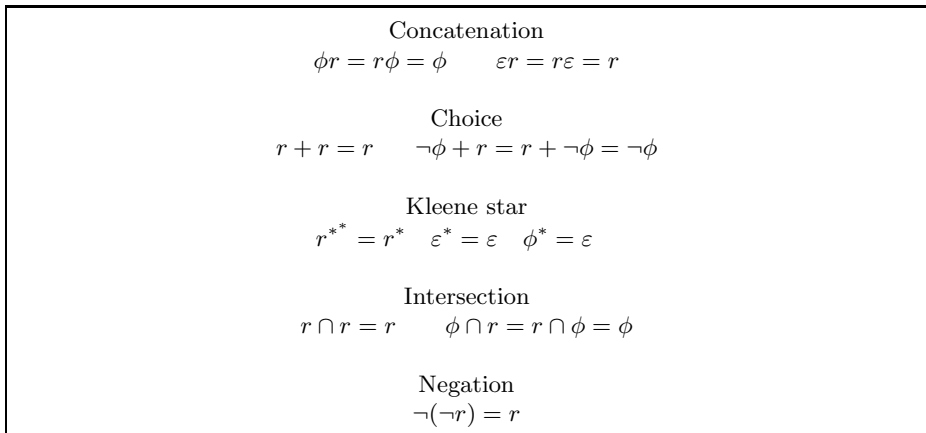 Concatenation
ϕr = rϕ = ϕ εr = rε = r
Choice
r + r = r ¬ϕ + r = r + ¬ϕ = ¬ϕ
Kleene star
r*^* = r* ε* = ε ϕ* = ε
Intersection
r ∩ r = r ϕ ∩ r = r ∩ ϕ = ϕ
Negation
¬(¬r) = r